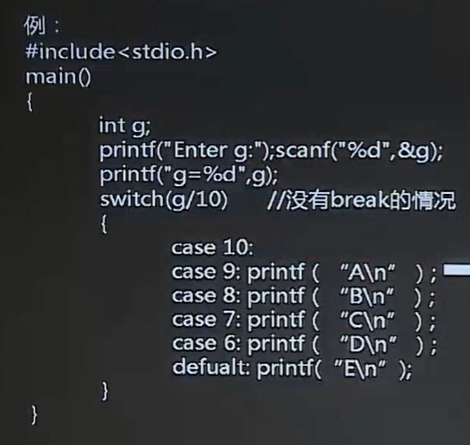 例：
#include<stdio.h>
main()
{
int g;
printf("Enter g:");scanf("%d",&g);
printf("g=%d",g);
switch(g/10) //没有break的情况
{
case 10:
case 9: printf ( “A\n” ) ;
case 8: printf ( “B\n” ) ;
case 7: printf ( “C\n” ) ;
case 6: printf ( “D\n” ) ;
defualt: printf( “E\n” );
}
}